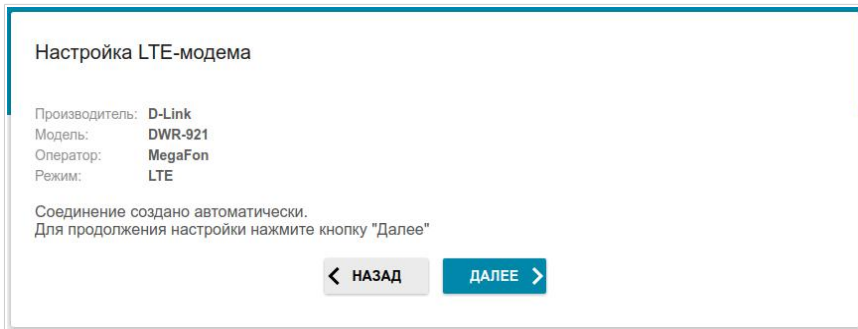 Настройка LTE-модема
Производитель: D-Link
Модель: DWR-921
Оператор: MegaFon
Режим: LTE
Соединение создано автоматически.
Для продолжения настройки нажмите кнопку "Далее"
НАЗАД ДАЛЕЕ